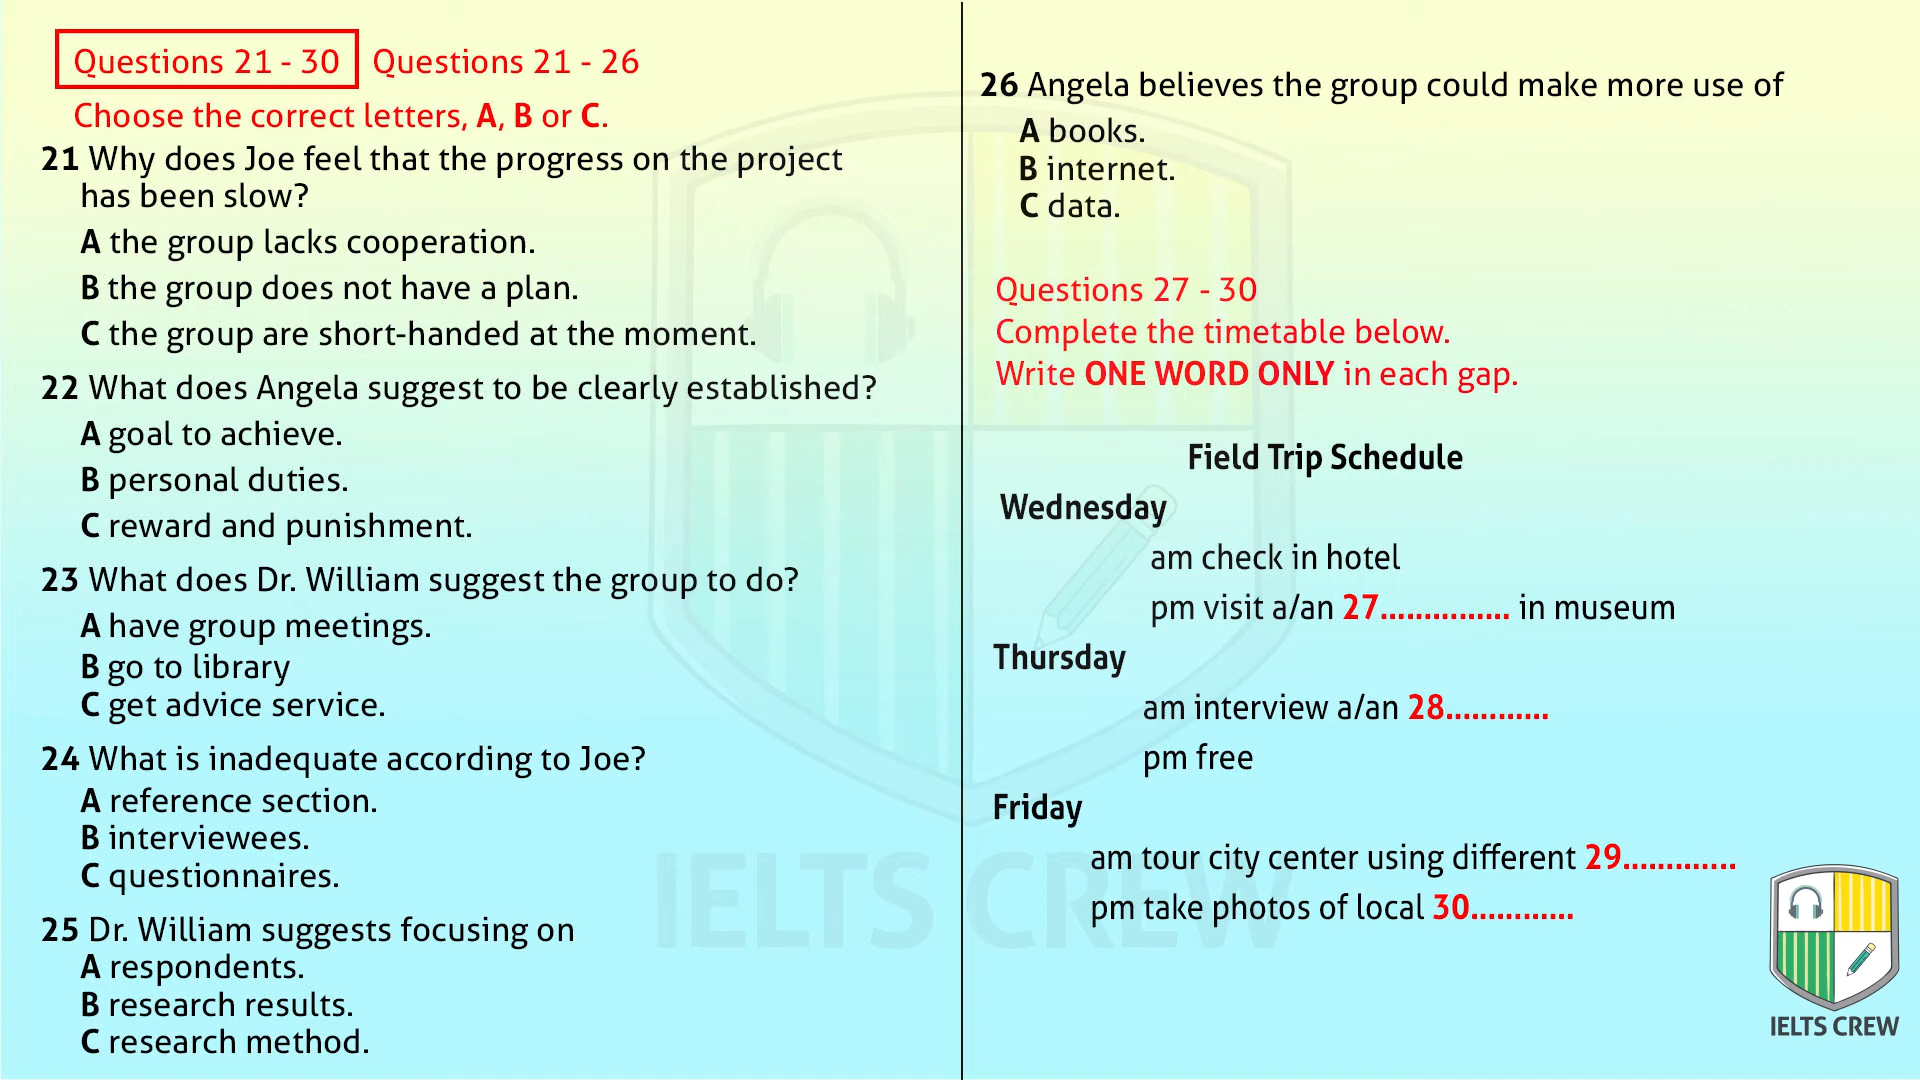 Questions 21 - 30 Questions 21 - 26
Choose the correct letters, A, B or C.
21 Why does Joe feel that the progress on the project
has been slow?
A the group lacks cooperation.
B the group does not have a plan.
C the group are short-handed at the moment.
22 What does Angela suggest to be clearly established?
A goal to achieve.
B personal duties.
C reward and punishment.
23 What does Dr. William suggest the group to do?
A have group meetings.
B go to library
C get advice service.
24 What is inadequate according to Joe?
A reference section.
B interviewees.
C questionnaires.
25 Dr. William suggests focusing on
A respondents.
B research results.
C research method.
26 Angela believes the group could make more use of
A books.
B internet.
C data.
Questions 27 - 30
Complete the timetable below.
Write ONE WORD ONLY in each gap.
Field Trip Schedule
Wednesday
am check in hotel
pm visit a/an 27............... in museum
Thursday
am interview a/an 28............
pm free
Friday
am tour city center using different 29.............
pm take photos of local 30............
IELTS CREW
IELTS CREW